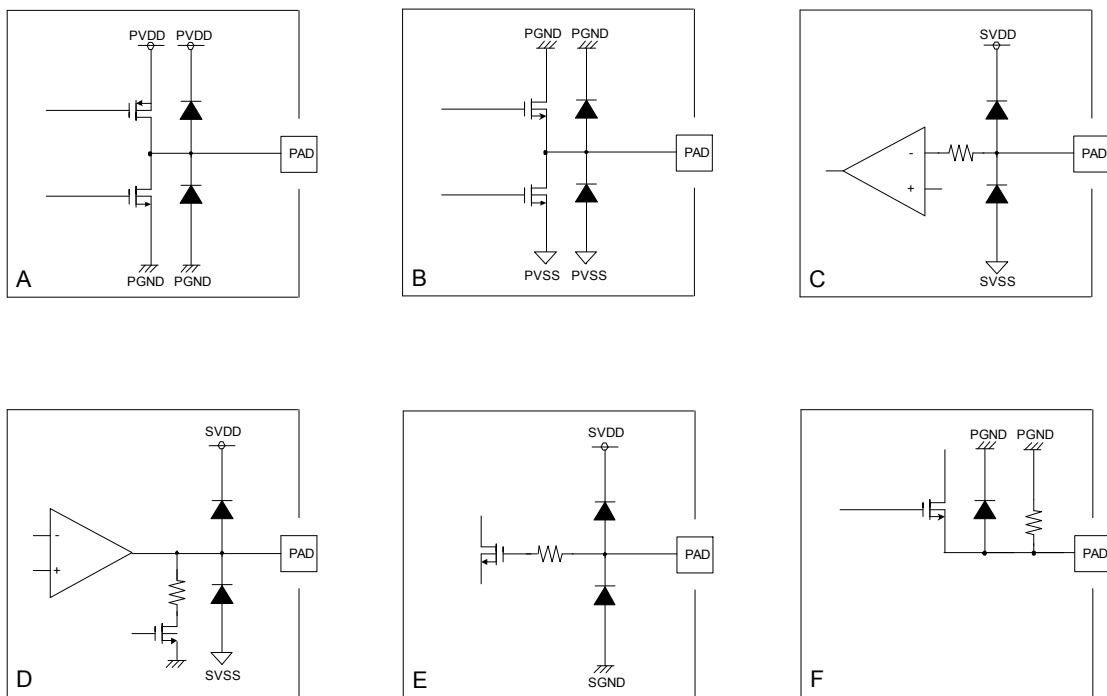 PVDD PVDD
PAD
PGND PGND
A
PGND PGND
PAD
PVSS PVSS
B
SVDD
-
PAD
+
SVSS
C
SVDD
-
PAD
+
SVSS
D
SVDD
PAD
SGND
E
PGND PGND
PAD
F